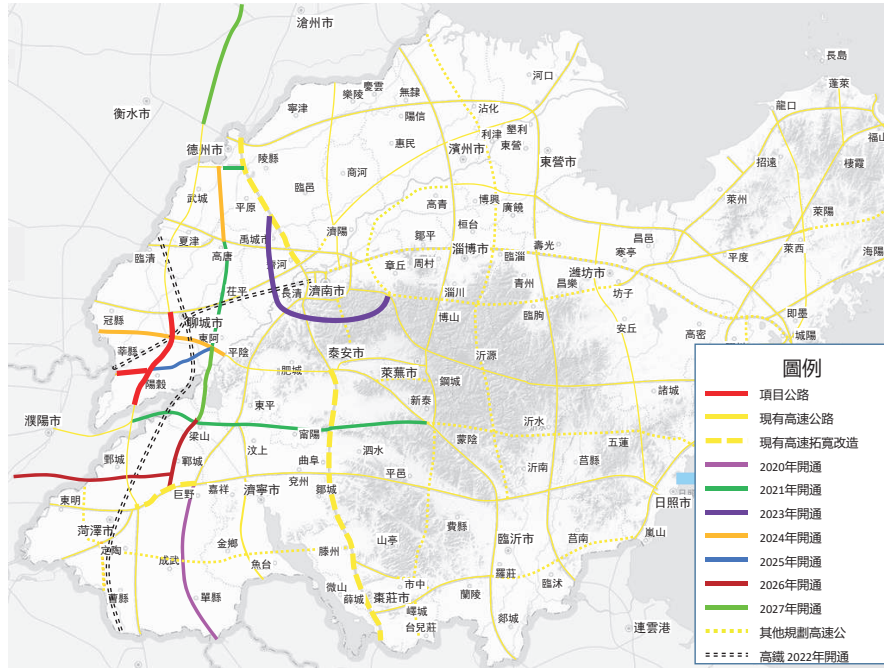 滄州市
長島
蓬萊
河口
慶雲
樂陵
無隸
龍口
寧津
衡水市
沾化
陽信
福山
墾利
利津
德州市
惠民
東營
濱州市
東營市
陵縣
招遠
棲霞
商河
臨邑
武城
萊州
博興
高青
廣饒
平原
萊陽
桓台
濟陽
鄒平
夏津
禹城市
壽光
昌邑
淄博市
萊西
海陽
臨清
高唐
寒亭
臨淄
平度
章丘
周村
濰坊市
青州
昌樂
坊子
茌平
長清
濟南市
淄川
即墨
冠縣
聊城市
博山
臨朐
安丘
高密
城陽
東阿
莘縣
平陰
泰安市
沂源
陽穀
肥城
萊蕪市
鋼城
諸城
新泰
東平
濮陽市
梁山
甯陽
沂水
五蓮
蒙陰
汶上
泗水
鄄城
鄆城
曲阜
莒縣
沂南
平邑
兗州
嘉祥
濟寧市
鄒城
巨野
東明
日照市
菏澤市
費縣
嵐山
金鄉
山亭
臨沂市
莒南
定陶
滕州
成武
魚台
羅莊
微山
市中
臨沭
曹縣
單縣
薛城
棗莊市
蘭陵
嶧城
郯城
台兒莊
連雲港
圖例
項目公路
現有高速公路
現有高速拓寬改造
2020年開通
2021年開通
2023年開通
2024年開通
2025年開通
2026年開通
2027年開通
其他規劃高速公
高鐵 2022年開通